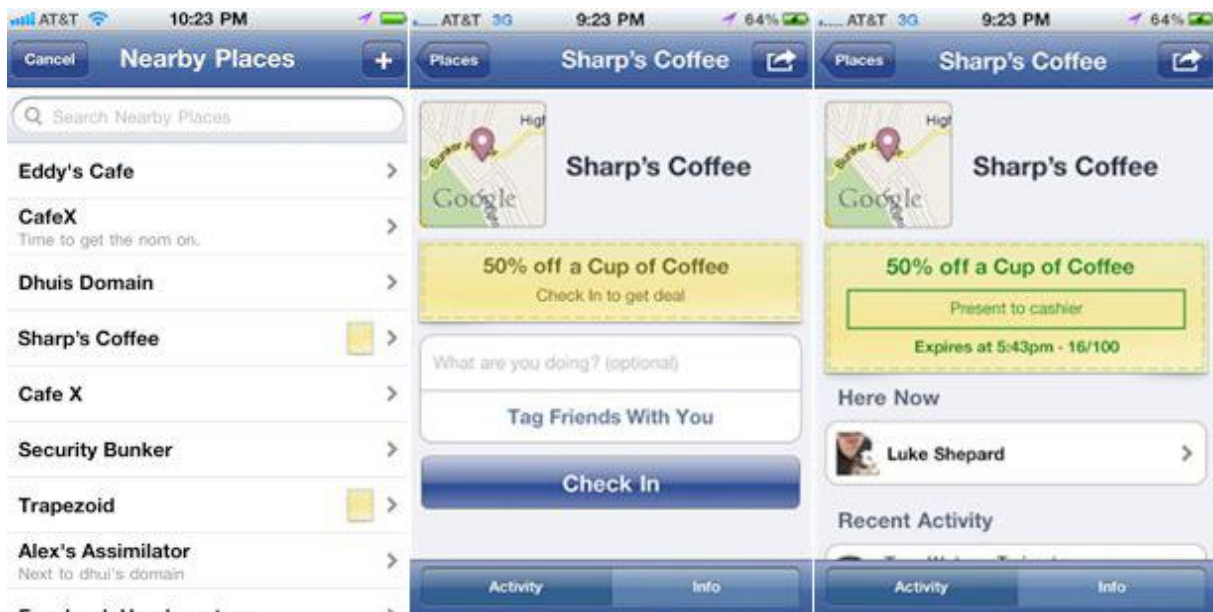 AT&T 10:23 PM
Cancel Nearby Places +
Search Nearby Places
Eddy's Cafe
CafeX
Time to get the nom on.
Dhuis Domain
Sharp's Coffee
Cafe X
Security Bunker
Trapezoid
Alex's Assimilator
Next to dhui's domain
AT&T 3G 9:23 PM 64%
Places Sharp's Coffee
High
Bunker
Google
Sharp's Coffee
50% off a Cup of Coffee
Check In to get deal
What are you doing? (optional)
Tag Friends With You
Check In
Activity Info
AT&T 3G 9:23 PM 64%
Places Sharp's Coffee
High
Bunker
Google
Sharp's Coffee
50% off a Cup of Coffee
Present to cashier
Expires at 5:43pm - 16/100
Here Now
Luke Shepard
Recent Activity
Activity Info